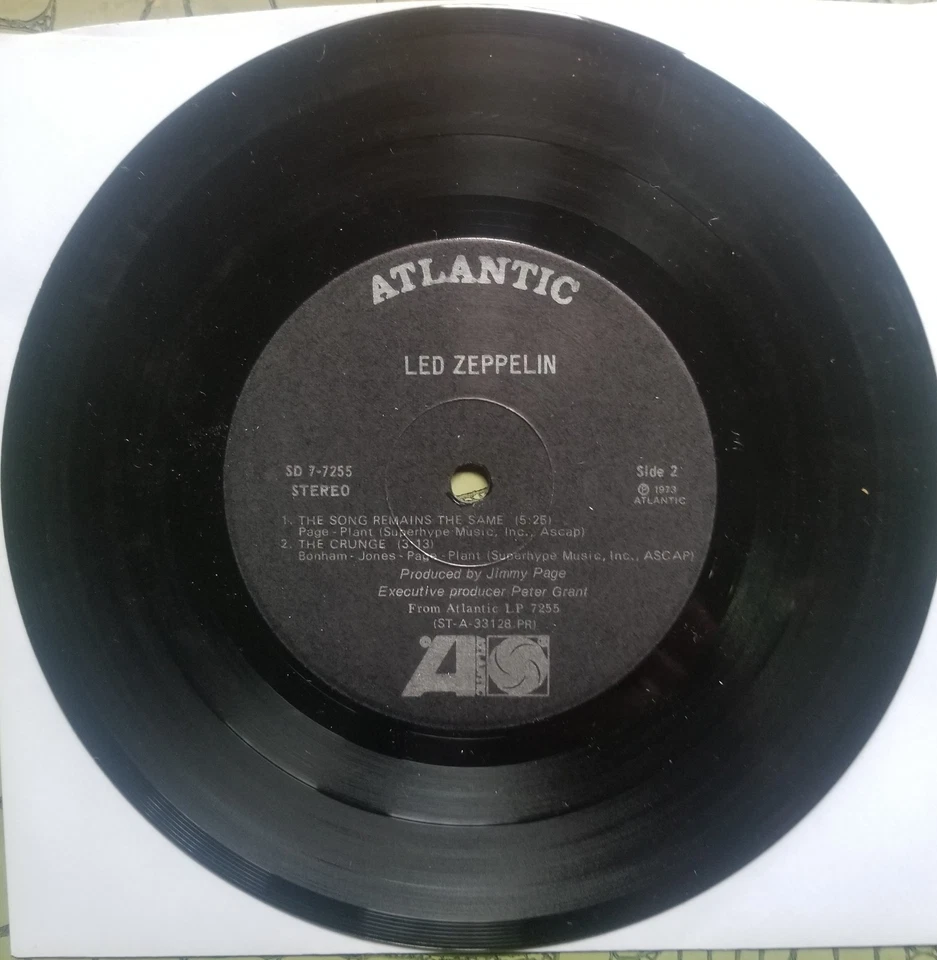 ATLANTIC
LED ZEPPELIN
SD 7-7255
STEREO
Side 2
Ⓟ 1973
ATLANTIC
1. THE SONG REMAINS THE SAME (5:25)
Page - Plant (Superhype Music, Inc., Ascap)
2. THE CRUNGE (3:13)
Bonham - Jones - Page - Plant (Superhype Music, Inc., ASCAP)
Produced by Jimmy Page
Executive producer Peter Grant
From Atlantic LP 7255
(ST-A-33128 PR)
A ATLANTIC